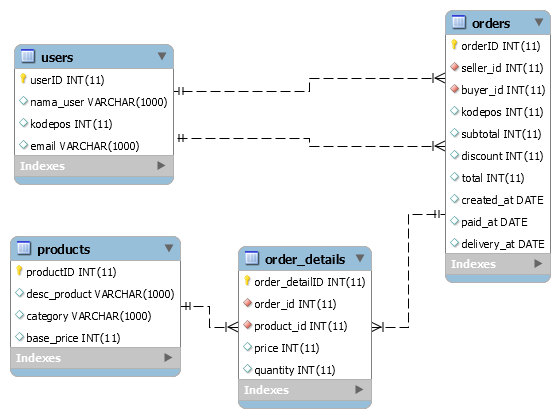 users
userID INT(11)
nama_user VARCHAR(1000)
kodepos INT(11)
email VARCHAR(1000)
Indexes
orders
orderID INT(11)
seller_id INT(11)
buyer_id INT(11)
kodepos INT(11)
subtotal INT(11)
discount INT(11)
total INT(11)
created_at DATE
paid_at DATE
delivery_at DATE
Indexes
products
productID INT(11)
desc_product VARCHAR(1000)
category VARCHAR(1000)
base_price INT(11)
Indexes
order_details
order_detailID INT(11)
order_id INT(11)
product_id INT(11)
price INT(11)
quantity INT(11)
Indexes